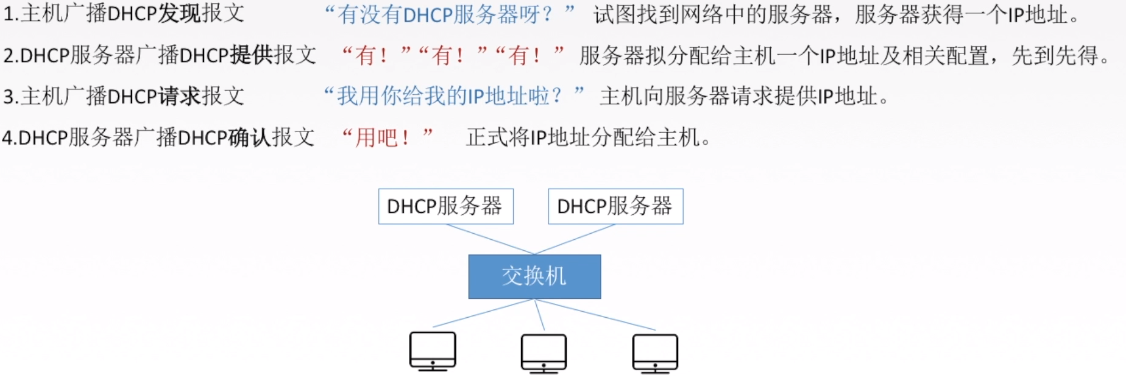 1.主机广播DHCP发现报文 “有没有DHCP服务器呀？” 试图找到网络中的服务器，服务器获得一个IP地址。
2.DHCP服务器广播DHCP提供报文 “有！”“有！”“有！” 服务器拟分配给主机一个IP地址及相关配置，先到先得。
3.主机广播DHCP请求报文 “我用你给我的IP地址啦？” 主机向服务器请求提供IP地址。
4.DHCP服务器广播DHCP确认报文 “用吧！” 正式将IP地址分配给主机。
DHCP服务器 DHCP服务器
交换机